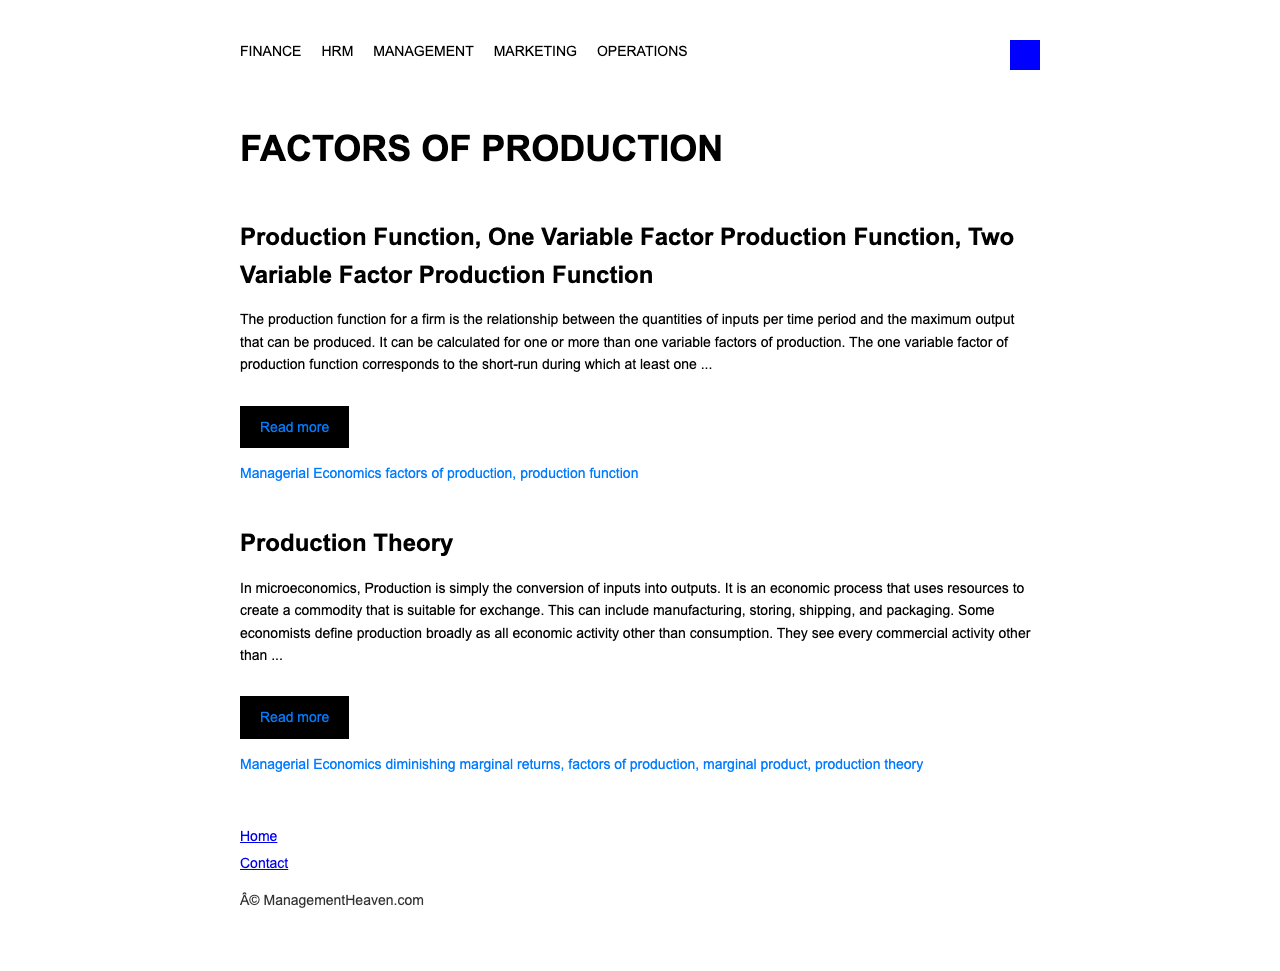 FINANCE HRM MANAGEMENT MARKETING OPERATIONS
FACTORS OF PRODUCTION
Production Function, One Variable Factor Production Function, Two
Variable Factor Production Function
The production function for a firm is the relationship between the quantities of inputs per time period and the maximum output
that can be produced. It can be calculated for one or more than one variable factors of production. The one variable factor of
production function corresponds to the short-run during which at least one ...
Read more
Managerial Economics factors of production, production function
Production Theory
In microeconomics, Production is simply the conversion of inputs into outputs. It is an economic process that uses resources to
create a commodity that is suitable for exchange. This can include manufacturing, storing, shipping, and packaging. Some
economists define production broadly as all economic activity other than consumption. They see every commercial activity other
than ...
Read more
Managerial Economics diminishing marginal returns, factors of production, marginal product, production theory
Home
Contact
Â© ManagementHeaven.com